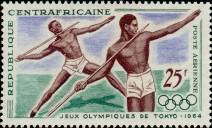 REPUBLIQUE
CENTRAFRICAINE
POSTE AERIENNE
25F
JEUX OLYMPIQUES DE TOKYO - 1964